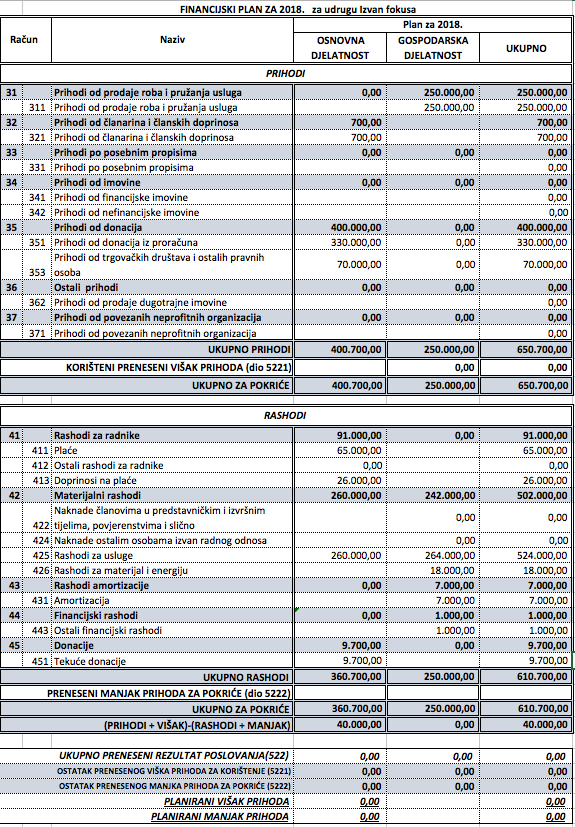 FINANCIJSKI PLAN ZA 2018. za udrugu Izvan fokusa
Račun Naziv Plan za 2018.
OSNOVNA DJELATNOST GOSPODARSKA DJELATNOST UKUPNO
PRIHODI
31 Prihodi od prodaje roba i pružanja usluga 0,00 250.000,00 250.000,00
311 Prihodi od prodaje roba i pružanja usluga 250.000,00 250.000,00
32 Prihodi od članarina i članskih doprinosa 700,00 700,00
321 Prihodi od članarina i članskih doprinosa 700,00 700,00
33 Prihodi po posebnim propisima 0,00 0,00 0,00
331 Prihodi po posebnim propisima 0,00
34 Prihodi od imovine 0,00 0,00 0,00
341 Prihodi od financijske imovine 0,00
342 Prihodi od nefinancijske imovine 0,00
35 Prihodi od donacija 400.000,00 0,00 400.000,00
351 Prihodi od donacija iz proračuna 330.000,00 0,00 330.000,00
353 Prihodi od trgovačkih društava i ostalih pravnih
osoba 70.000,00 0,00 70.000,00
36 Ostali prihodi 0,00 0,00 0,00
362 Prihodi od prodaje dugotrajne imovine 0,00
37 Prihodi od povezanih neprofitnih organizacija 0,00 0,00 0,00
371 Prihodi od povezanih neprofitnih organizacija 0,00
UKUPNO PRIHODI 400.700,00 250.000,00 650.700,00
KORIŠTENI PRENESENI VIŠAK PRIHODA (dio 5221) 0,00 0,00
UKUPNO ZA POKRIĆE 400.700,00 250.000,00 650.700,00
RASHODI
41 Rashodi za radnike 91.000,00 0,00 91.000,00
411 Plaće 65.000,00 65.000,00
412 Ostali rashodi za radnike 0,00 0,00
413 Doprinosi na plaće 26.000,00 26.000,00
42 Materijalni rashodi 260.000,00 242.000,00 502.000,00
422 Naknade članovima u predstavničkim i izvršnim
tijelima, povjerenstvima i slično 0,00 0,00
424 Naknade ostalim osobama izvan radnog odnosa 0,00 0,00
425 Rashodi za usluge 260.000,00 264.000,00 524.000,00
426 Rashodi za materijal i energiju 18.000,00 18.000,00
43 Rashodi amortizacije 0,00 7.000,00 7.000,00
431 Amortizacija 7.000,00 7.000,00
44 Financijski rashodi 0,00 1.000,00 1.000,00
443 Ostali financijski rashodi 1.000,00 1.000,00
45 Donacije 9.700,00 0,00 9.700,00
451 Tekuće donacije 9.700,00 9.700,00
UKUPNO RASHODI 360.700,00 250.000,00 610.700,00
PRENESENI MANJAK PRIHODA ZA POKRIĆE (dio 5222)
UKUPNO ZA POKRIĆE 360.700,00 250.000,00 610.700,00
(PRIHODI + VIŠAK)-(RASHODI + MANJAK) 40.000,00 0,00 40.000,00
UKUPNO PRENESENI REZULTAT POSLOVANJA(522) 0,00 0,00 0,00
OSTATAK PRENESENOG VIŠKA PRIHODA ZA KORIŠTENJE (5221) 0,00 0,00 0,00
OSTATAK PRENESENOG MANJKA PRIHODA ZA POKRIĆE (5222) 0,00 0,00 0,00
PLANIRANI VIŠAK PRIHODA 0,00 0,00
PLANIRANI MANJAK PRIHODA 0,00 0,00